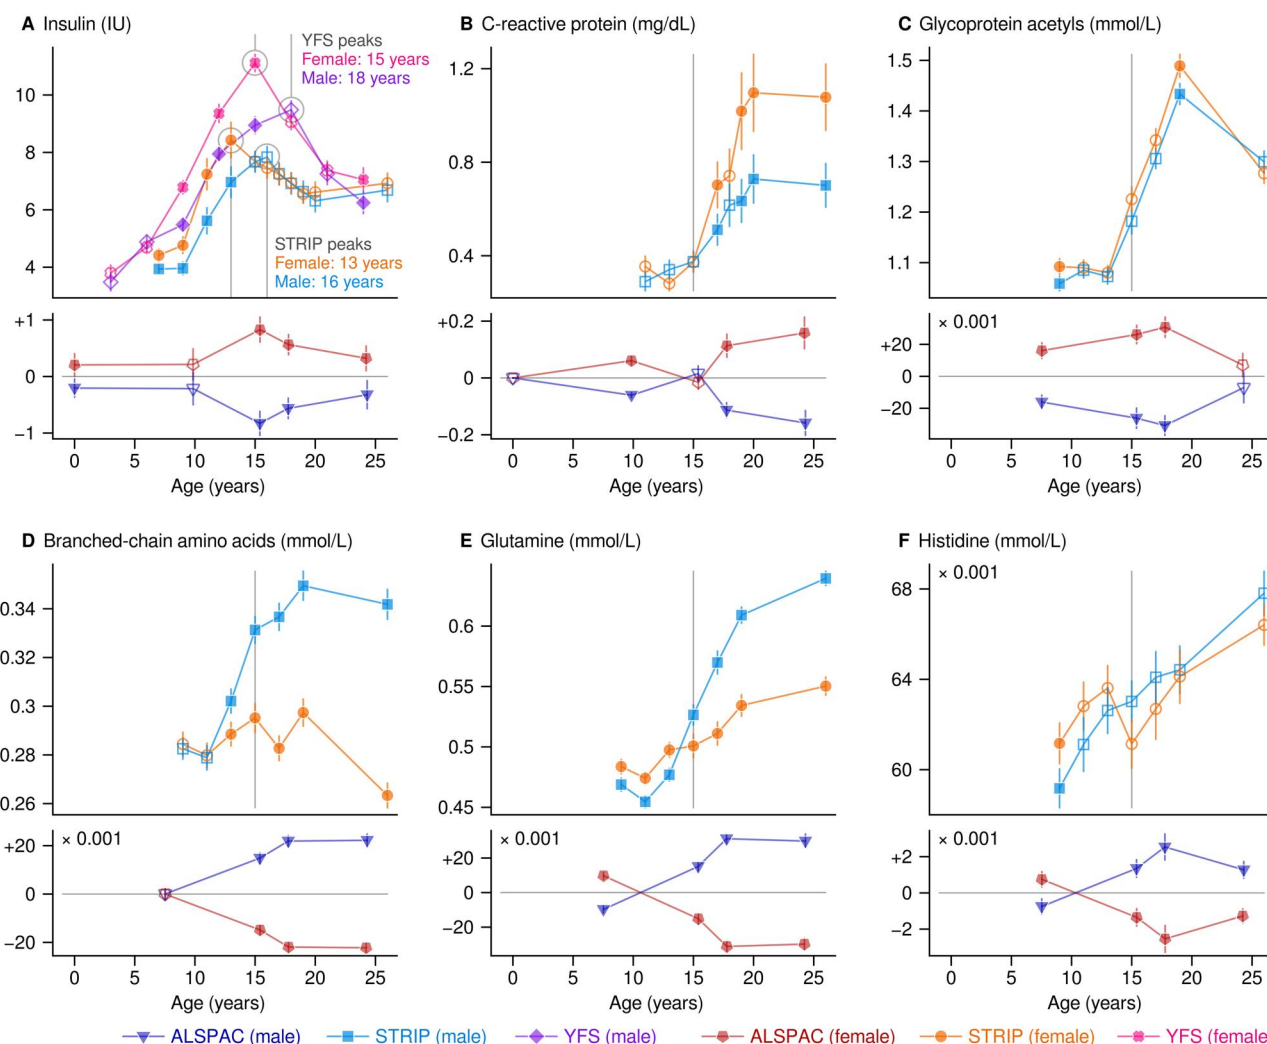 A Insulin (IU)
YFS peaks
Female: 15 years
Male: 18 years
10
8
6
4
STRIP peaks
Female: 13 years
Male: 16 years
+1
0
−1
0 5 10 15 20 25
Age (years)
B C-reactive protein (mg/dL)
1.2
0.8
0.4
+0.2
0
−0.2
0 5 10 15 20 25
Age (years)
C Glycoprotein acetyls (mmol/L)
1.5
1.4
1.3
1.2
1.1
× 0.001
+20
0
−20
0 5 10 15 20 25
Age (years)
D Branched-chain amino acids (mmol/L)
0.34
0.32
0.3
0.28
0.26
× 0.001
+20
0
−20
0 5 10 15 20 25
Age (years)
E Glutamine (mmol/L)
0.6
0.55
0.5
0.45
× 0.001
+20
0
−20
0 5 10 15 20 25
Age (years)
F Histidine (mmol/L)
× 0.001
68
64
60
× 0.001
+2
0
−2
0 5 10 15 20 25
Age (years)
ALSPAC (male) STRIP (male) YFS (male) ALSPAC (female) STRIP (female) YFS (female